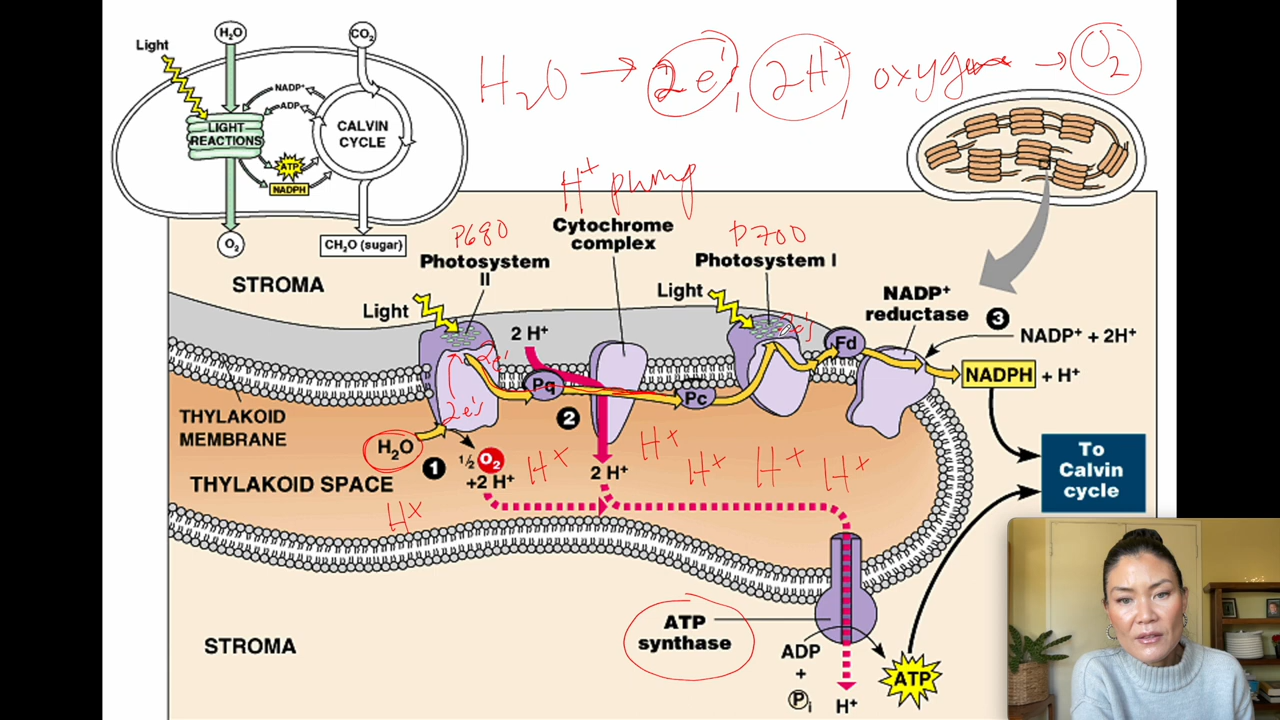 H₂O
CO₂
Light
NADP⁺
ADP
LIGHT
REACTIONS
CALVIN
CYCLE
ATP
NADPH
O₂
CH₂O (sugar)
H₂O → 2e⁻, 2H⁺, oxygen → O₂
H⁺ pump
P680
Photosystem
II
Cytochrome
complex
P700
Photosystem I
STROMA
Light
2 H⁺
Light
NADP⁺
reductase
3
NADP⁺ + 2H⁺
Fd
NADPH + H⁺
2e⁻
2e⁻
Pq
Pc
2e⁻
2
THYLAKOID
MEMBRANE
H₂O
1
½ O₂
+2 H⁺
H⁺
2 H⁺
H⁺
H⁺
H⁺
H⁺
THYLAKOID SPACE
H⁺
To
Calvin
cycle
ATP
synthase
STROMA
ADP
+
Pi
H⁺
ATP